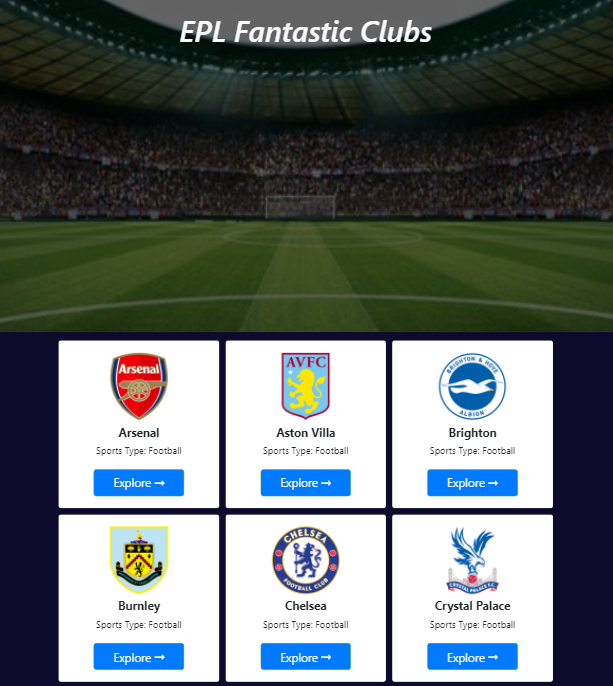 EPL Fantastic Clubs
Arsenal
AVFC
BRIGHTON & HOVE
ALBION
Arsenal
Aston Villa
Brighton
Sports Type: Football
Sports Type: Football
Sports Type: Football
Explore →
Explore →
Explore →
CHELSEA
FOOTBALL CLUB
CRYSTAL PALACE F.C.
Burnley
Chelsea
Crystal Palace
Sports Type: Football
Sports Type: Football
Sports Type: Football
Explore →
Explore →
Explore →